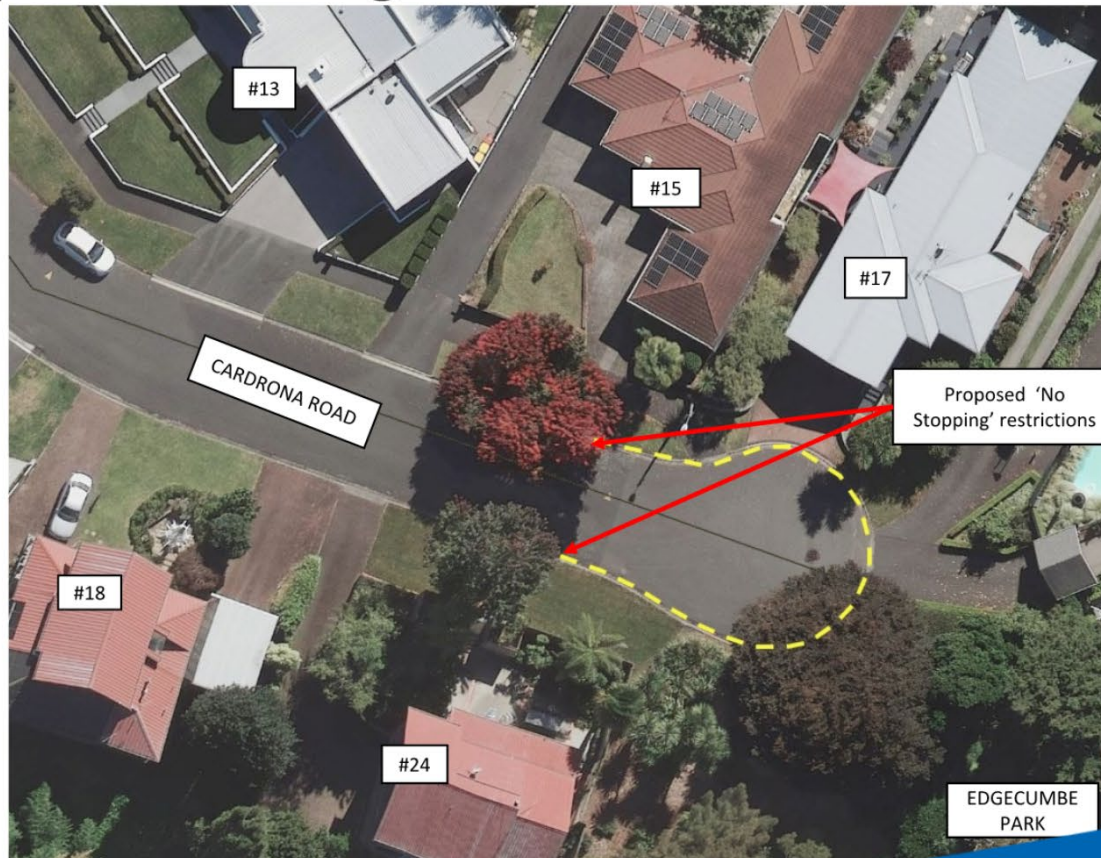 #13
#15
#17
CARDRONA ROAD
Proposed 'No
Stopping' restrictions
#18
#24
EDGECUMBE
PARK